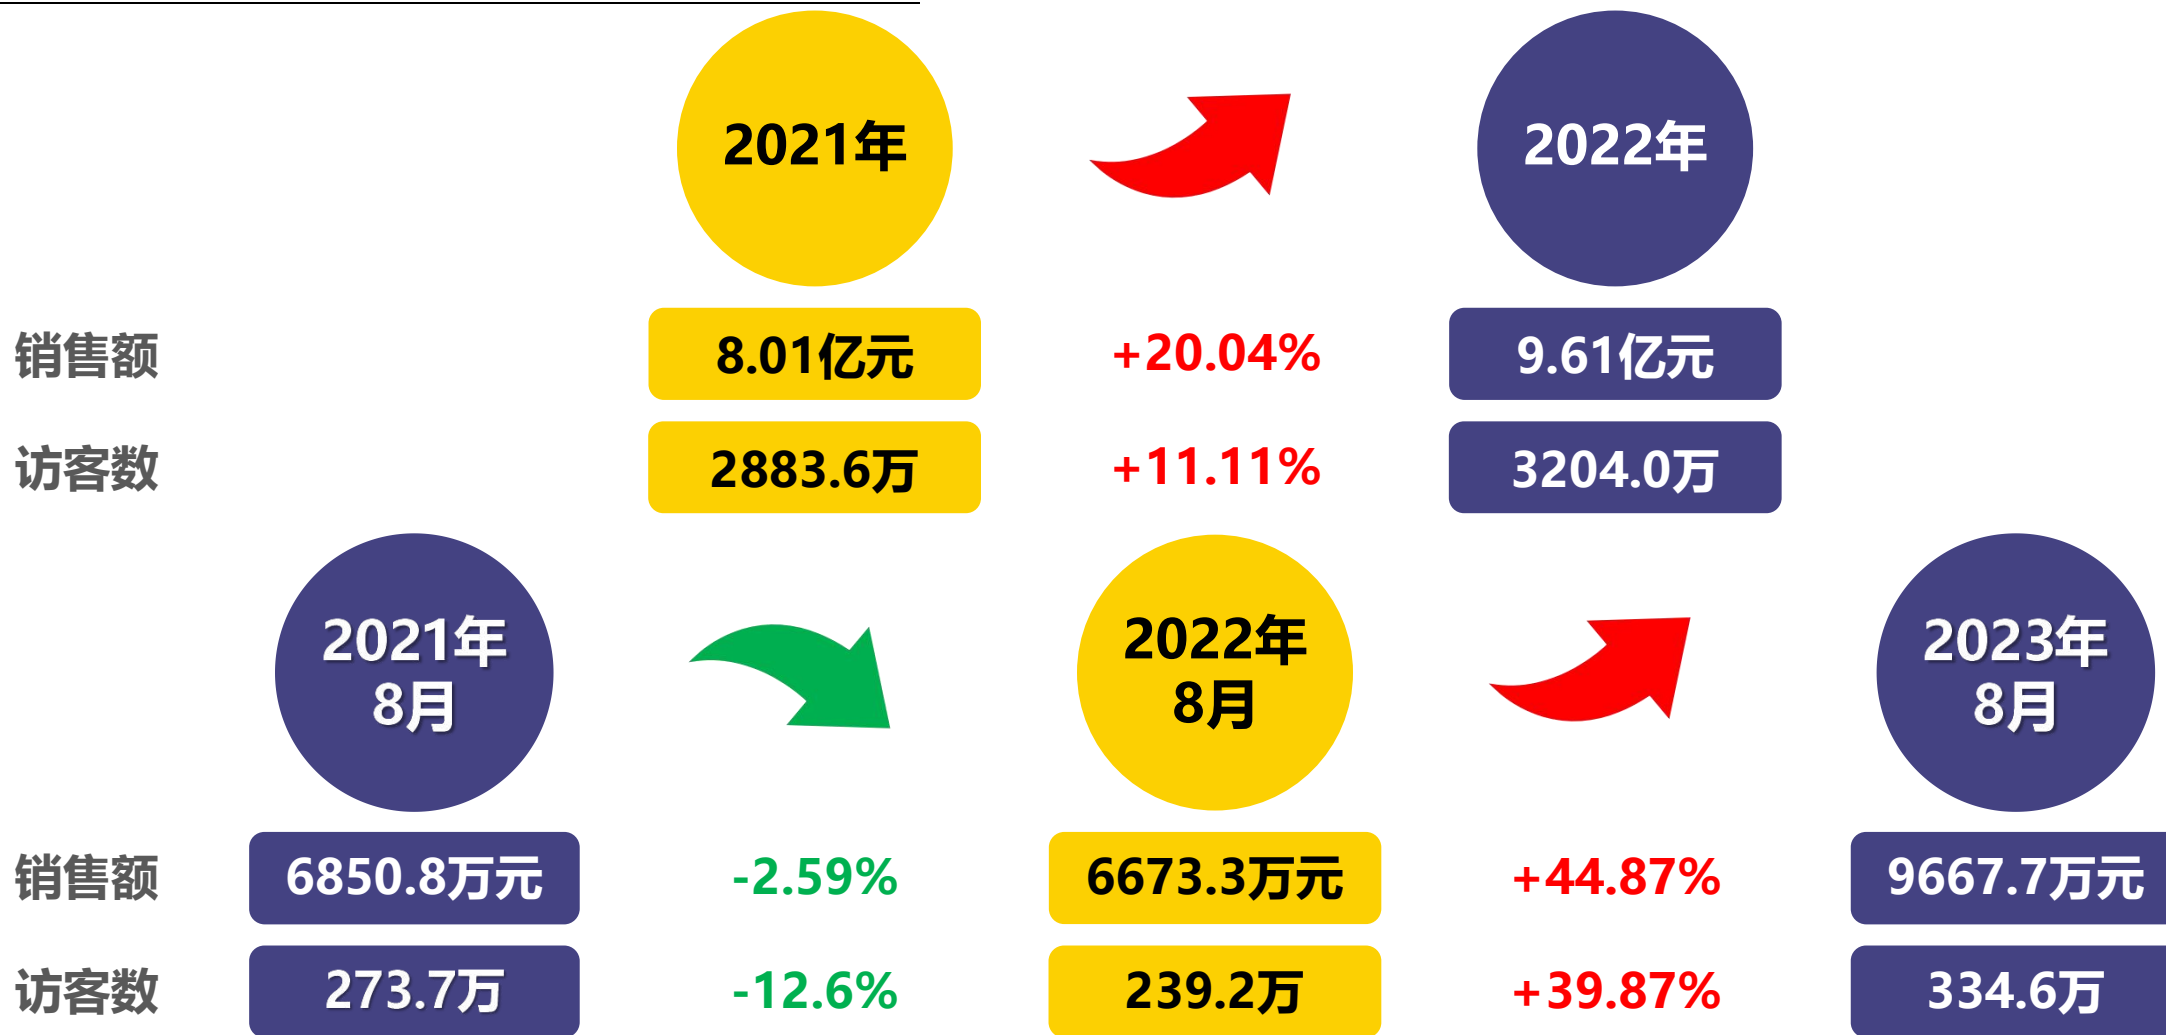 2021年
2022年
销售额
8.01亿元
+20.04%
9.61亿元
访客数
2883.6万
+11.11%
3204.0万
2021年
8月
2022年
8月
2023年
8月
销售额
6850.8万元
-2.59%
6673.3万元
+44.87%
9667.7万元
访客数
273.7万
-12.6%
239.2万
+39.87%
334.6万